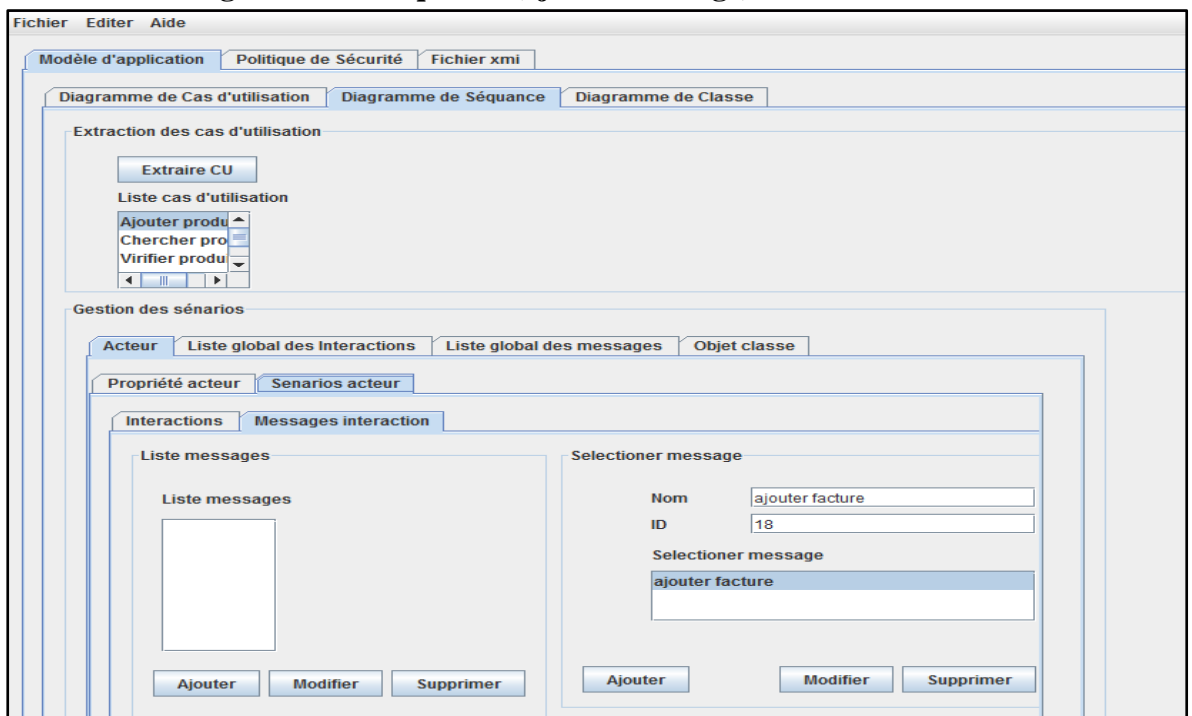 Fichier Editer Aide
Modèle d'application Politique de Sécurité Fichier xmi
Diagramme de Cas d'utilisation Diagramme de Séquance Diagramme de Classe
Extraction des cas d'utilisation
Extraire CU
Liste cas d'utilisation
Ajouter produ
Chercher pro
Virifier produ
Gestion des sénarios
Acteur Liste global des Interactions Liste global des messages Objet classe
Propriété acteur Senarios acteur
Interactions Messages interaction
Liste messages Selectioner message
Liste messages Nom ajouter facture
ID 18
Selectioner message
ajouter facture
Ajouter Modifier Supprimer Ajouter Modifier Supprimer